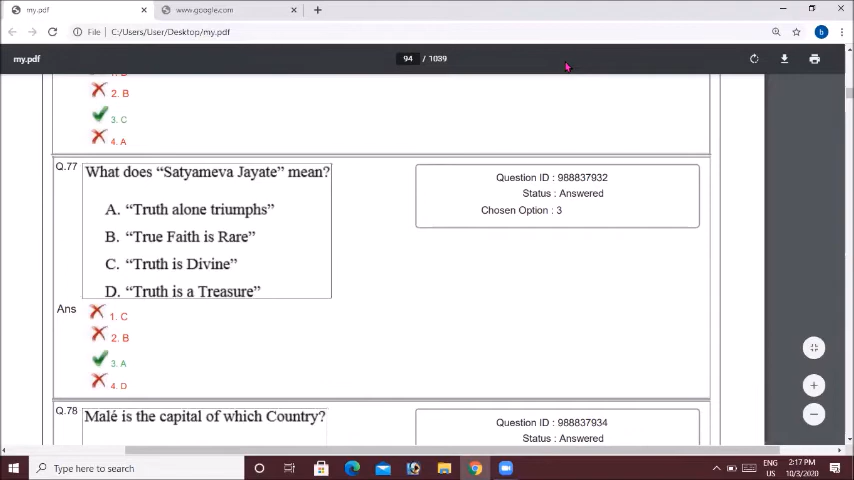 my.pdf
www.google.com
File | C:/Users/User/Desktop/my.pdf
b
my.pdf
94 / 1039
2. B
3. C
4. A
Q.77
What does “Satyameva Jayate” mean?
A. “Truth alone triumphs”
B. “True Faith is Rare”
C. “Truth is Divine”
D. “Truth is a Treasure”
Question ID : 988837932
Status : Answered
Chosen Option : 3
Ans
1. C
2. B
3. A
4. D
Q.78
Malé is the capital of which Country?
Question ID : 988837934
Status : Answered
Type here to search
ENG
US
2:17 PM
10/3/2020